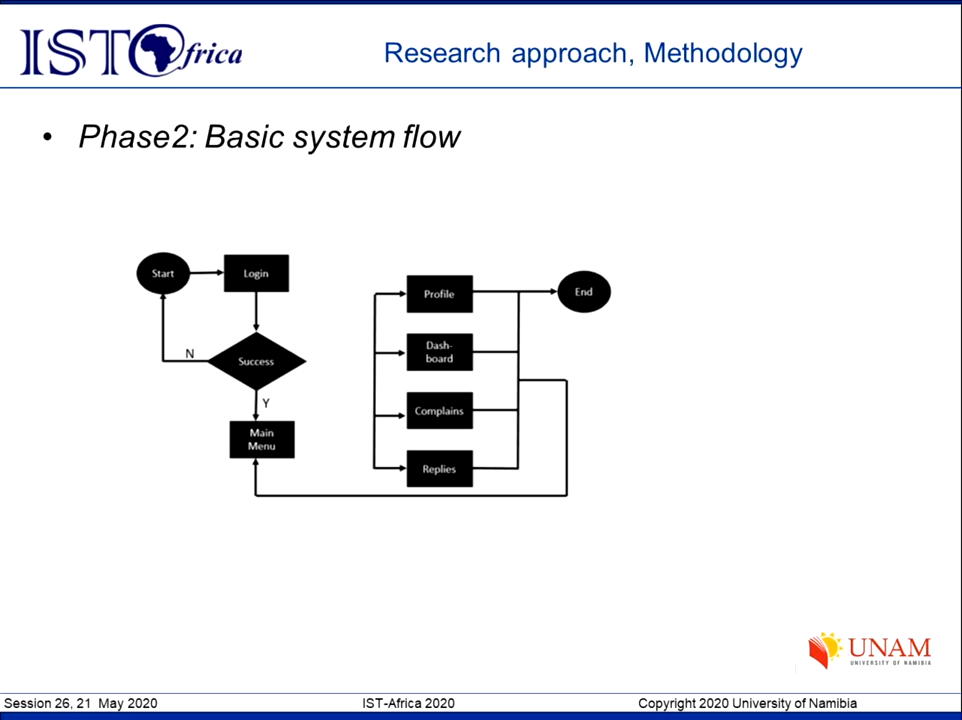 IST Africa
Research approach, Methodology
• Phase2: Basic system flow
Start
Login
Success
N
Y
Main
Menu
Profile
Dash-
board
Complains
Replies
End
UNAM
UNIVERSITY OF NAMIBIA
Session 26, 21 May 2020
IST-Africa 2020
Copyright 2020 University of Namibia